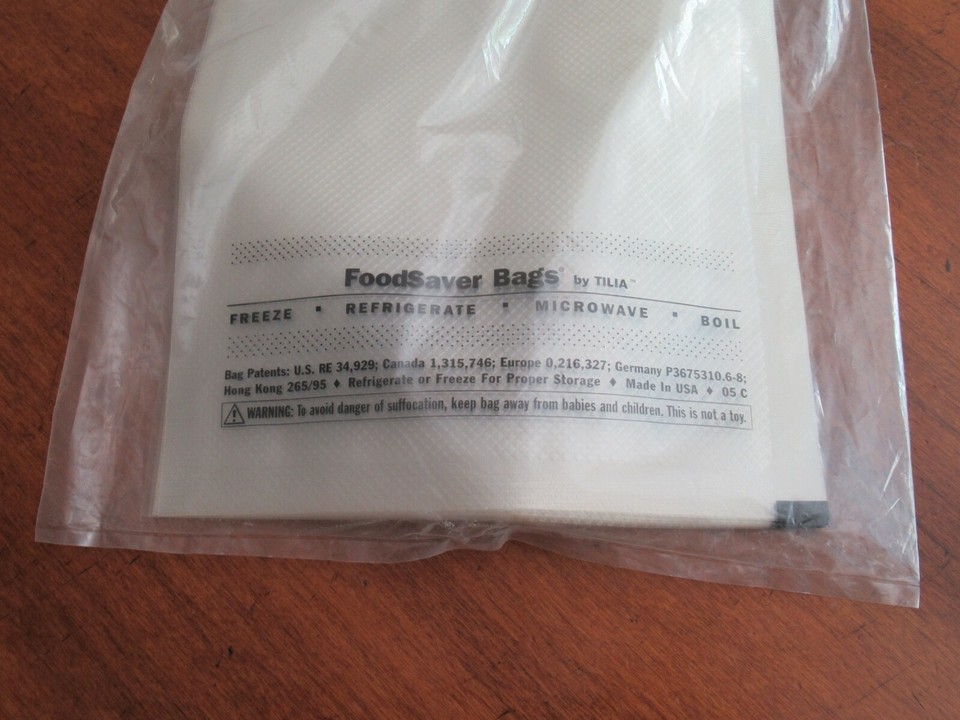 FoodSaver Bags® by TILIA™
FREEZE ▪ REFRIGERATE ▪ MICROWAVE ▪ BOIL
Bag Patents: U.S. RE 34,929; Canada 1,315,746; Europe 0,216,327; Germany P3675310.6-8;
Hong Kong 265/95 ♦ Refrigerate or Freeze For Proper Storage ♦ Made In USA ♦ 05 C
WARNING: To avoid danger of suffocation, keep bag away from babies and children. This is not a toy.